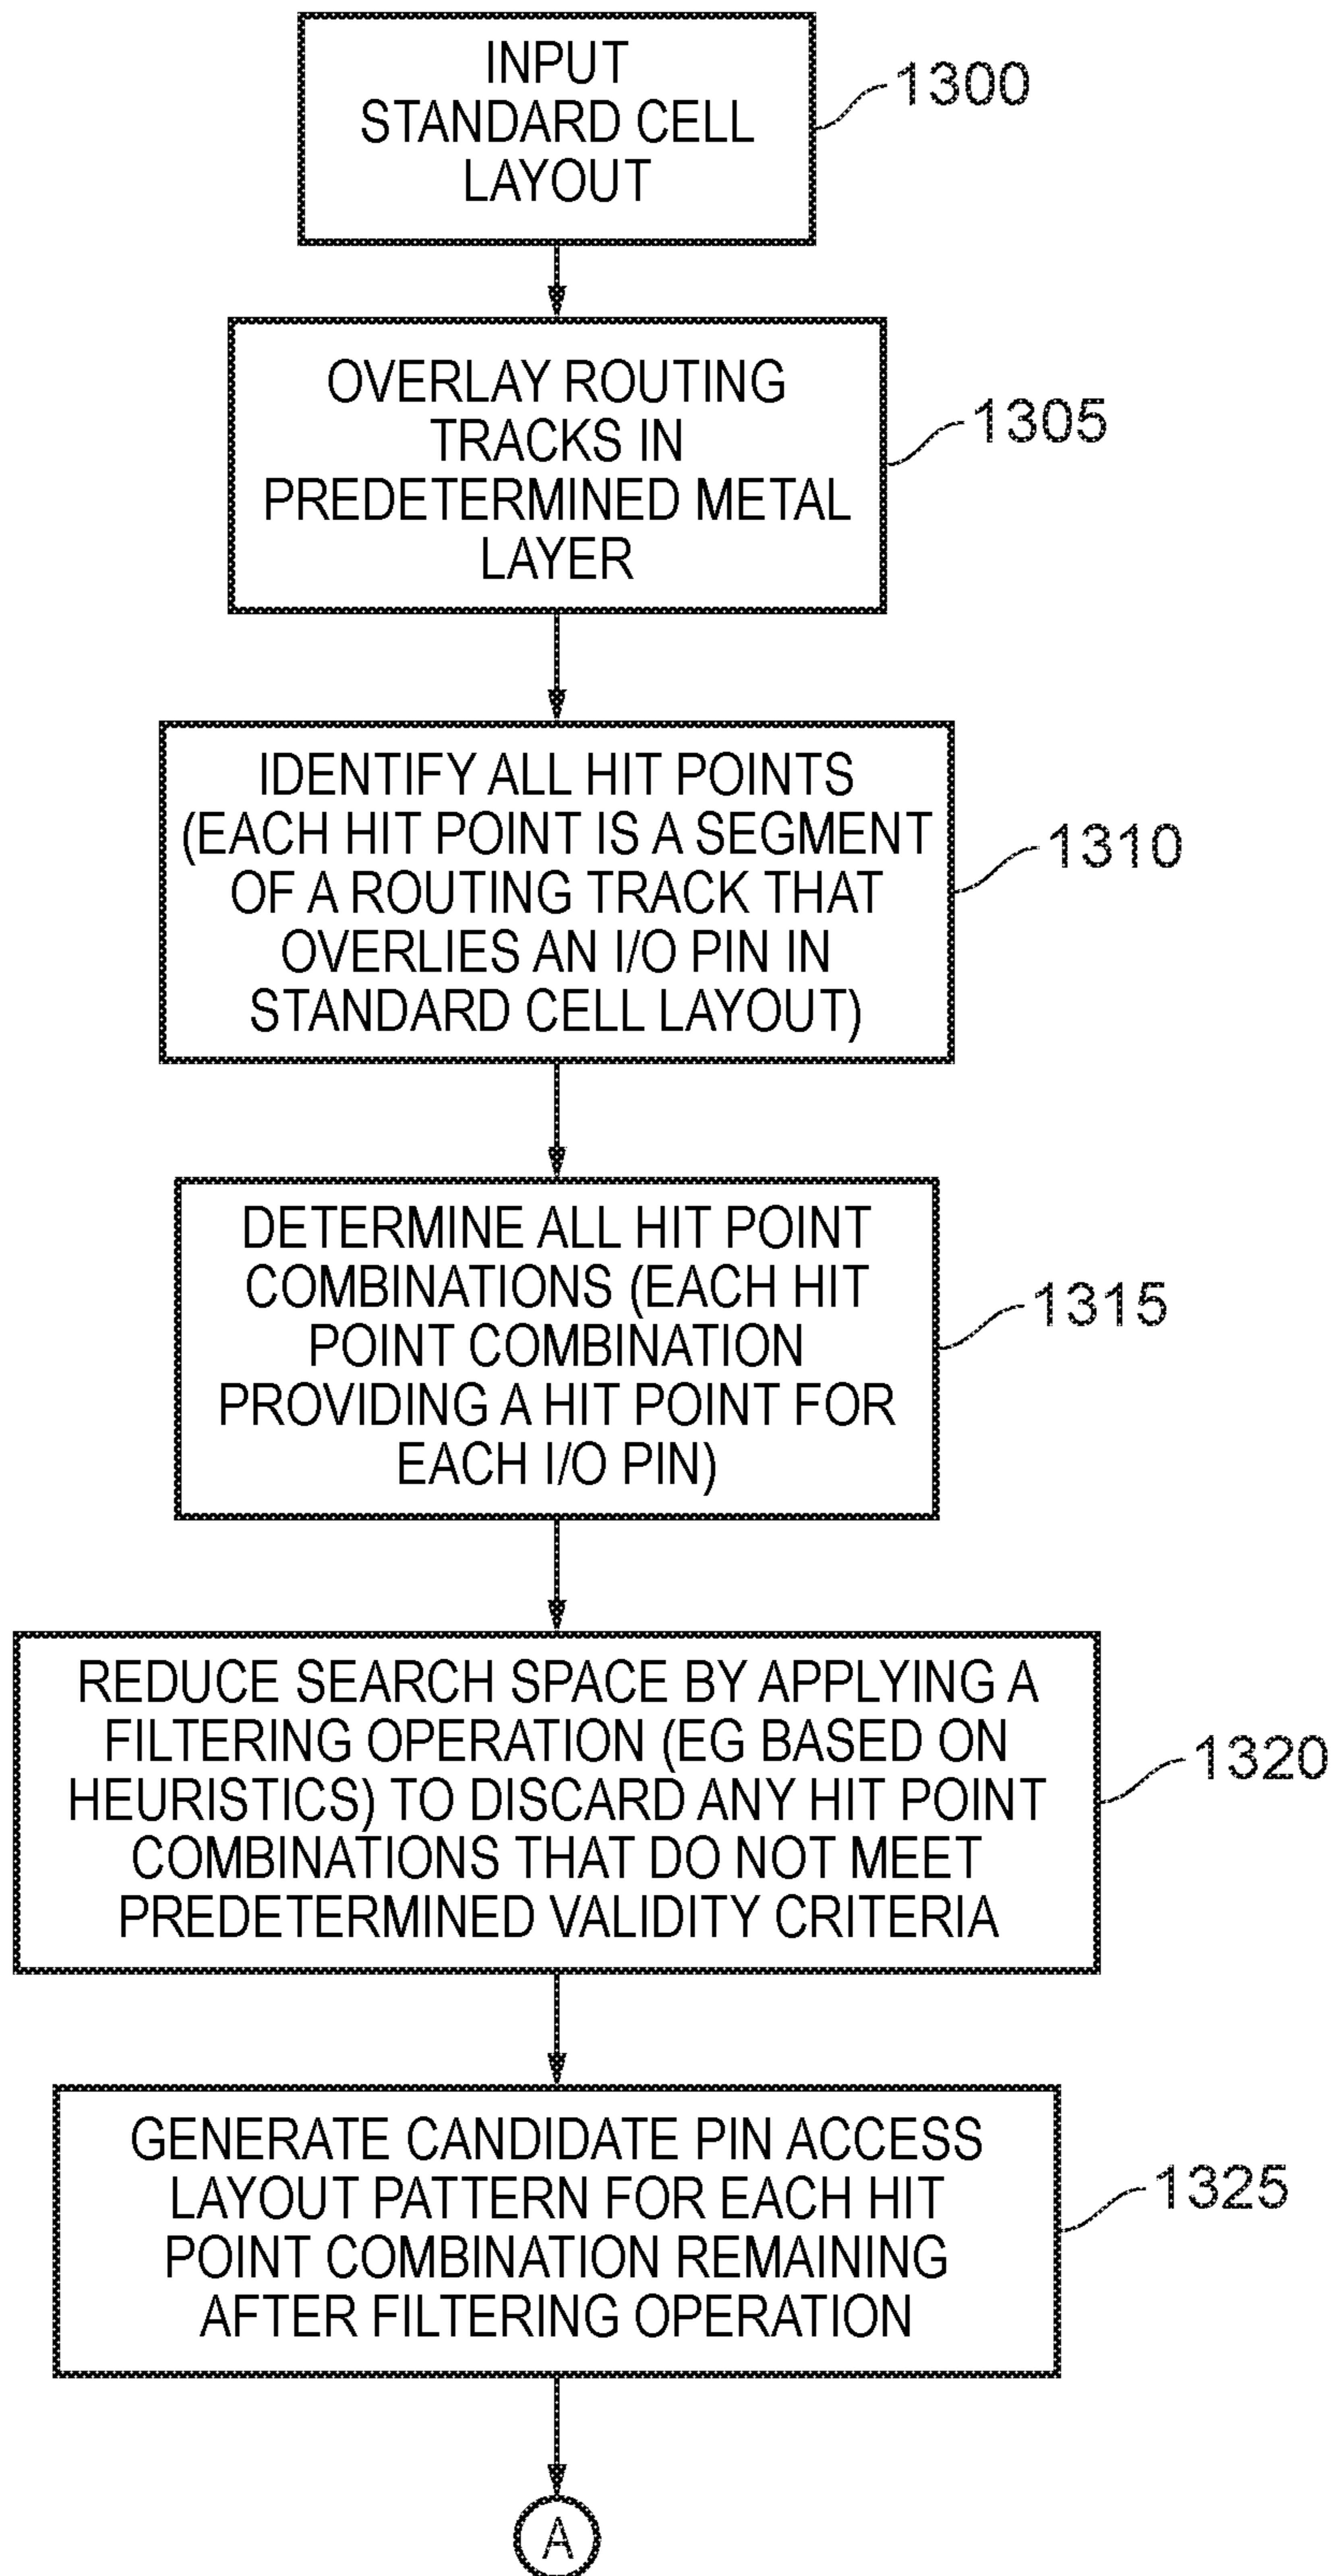 INPUT
STANDARD CELL
LAYOUT
1300
OVERLAY ROUTING
TRACKS IN
PREDETERMINED METAL
LAYER
1305
IDENTIFY ALL HIT POINTS
(EACH HIT POINT IS A SEGMENT
OF A ROUTING TRACK THAT
OVERLIES AN I/O PIN IN
STANDARD CELL LAYOUT)
1310
DETERMINE ALL HIT POINT
COMBINATIONS (EACH HIT
POINT COMBINATION
PROVIDING A HIT POINT FOR
EACH I/O PIN)
1315
REDUCE SEARCH SPACE BY APPLYING A
FILTERING OPERATION (EG BASED ON
HEURISTICS) TO DISCARD ANY HIT POINT
COMBINATIONS THAT DO NOT MEET
PREDETERMINED VALIDITY CRITERIA
1320
GENERATE CANDIDATE PIN ACCESS
LAYOUT PATTERN FOR EACH HIT
POINT COMBINATION REMAINING
AFTER FILTERING OPERATION
1325
A